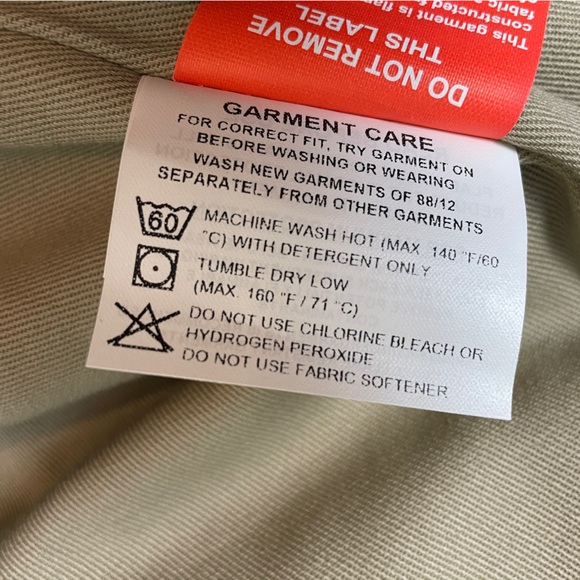 This garment is fla
constructed f
fabric
DO NOT REMOVE
THIS LABEL
GARMENT CARE
FOR CORRECT FIT, TRY GARMENT ON
BEFORE WASHING OR WEARING
WASH NEW GARMENTS OF 88/12
SEPARATELY FROM OTHER GARMENTS
60 MACHINE WASH HOT (MAX. 140 °F/60
°C) WITH DETERGENT ONLY
TUMBLE DRY LOW
(MAX. 160 °F / 71 °C)
DO NOT USE CHLORINE BLEACH OR
HYDROGEN PEROXIDE
DO NOT USE FABRIC SOFTENER